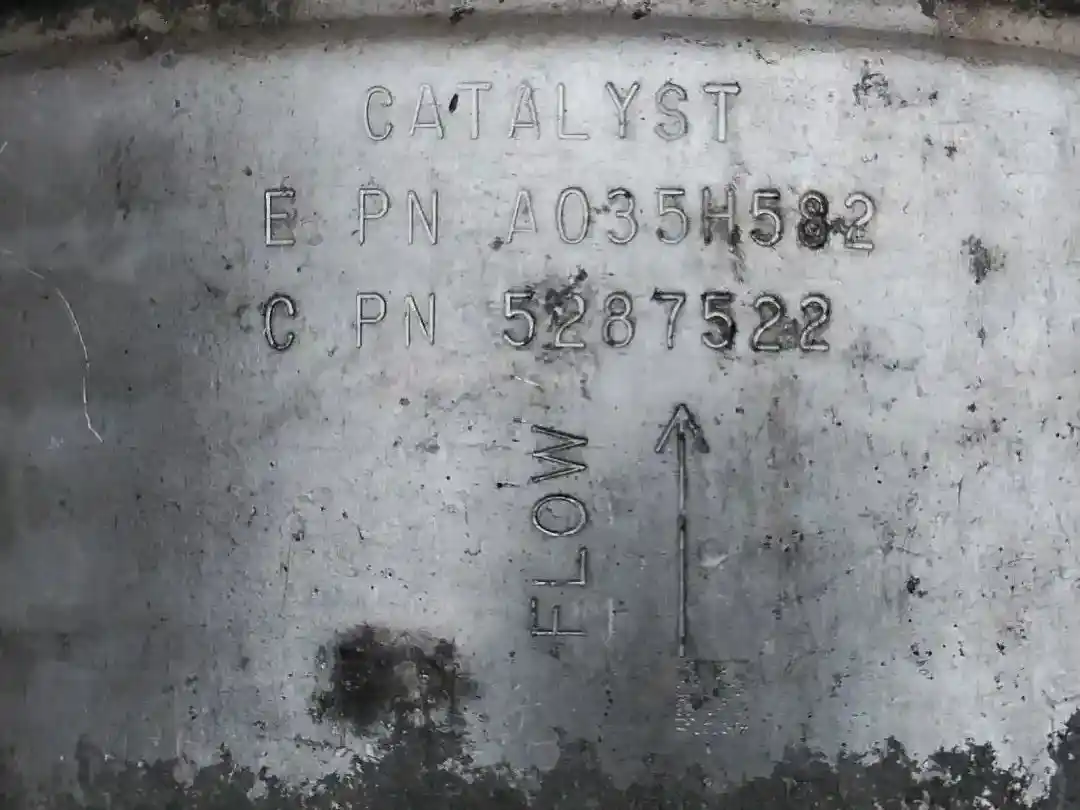 CATALYST
E PN A035H582
C PN 5287522
FLOW